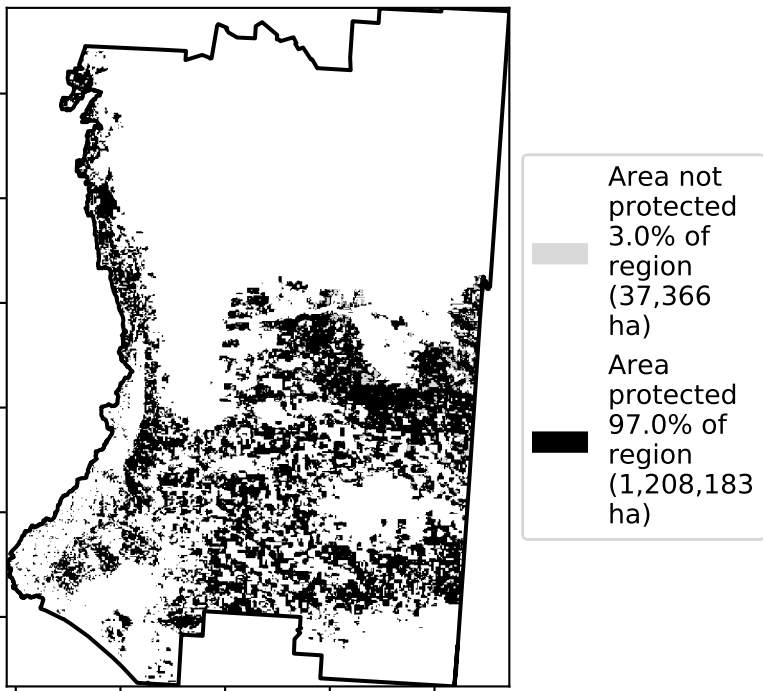 Area not
protected
3.0% of
region
(37,366
ha)
Area
protected
97.0% of
region
(1,208,183
ha)